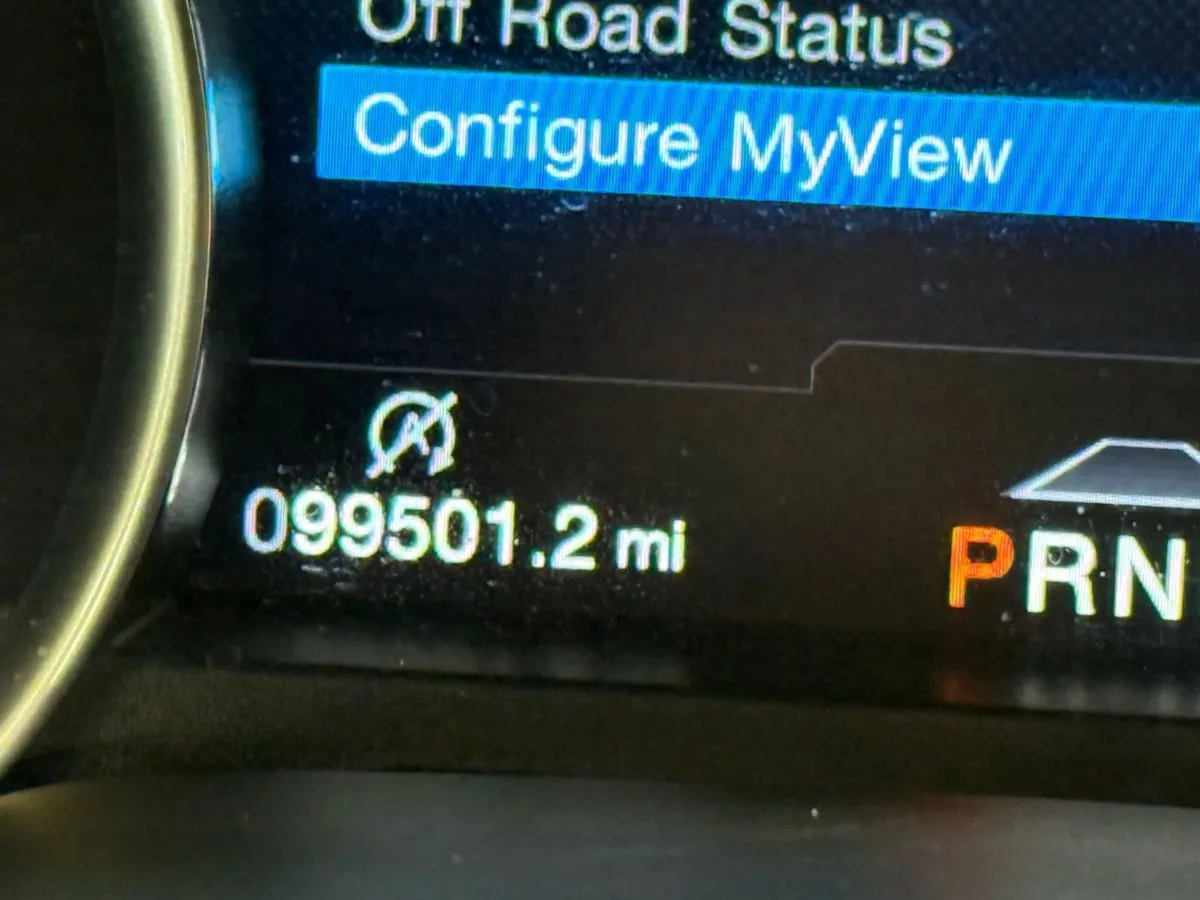 Off Road Status
Configure MyView
099501.2 mi
PRN